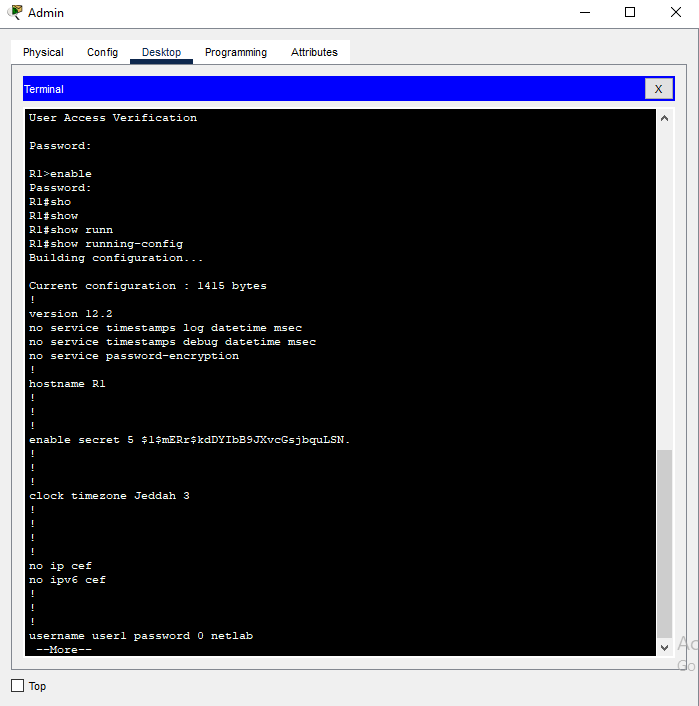 Admin
Physical Config Desktop Programming Attributes
Terminal X
User Access Verification
Password:
R1>enable
Password:
R1#sho
R1#show
R1#show runn
R1#show running-config
Building configuration...
Current configuration : 1415 bytes
!
version 12.2
no service timestamps log datetime msec
no service timestamps debug datetime msec
no service password-encryption
!
hostname R1
!
!
!
enable secret 5 $1$mERr$kdDYIbB9JXvcGsjbquLSN.
!
!
!
clock timezone Jeddah 3
!
!
!
!
no ip cef
no ipv6 cef
!
!
!
username user1 password 0 netlab
--More--
Ac
Go
Top